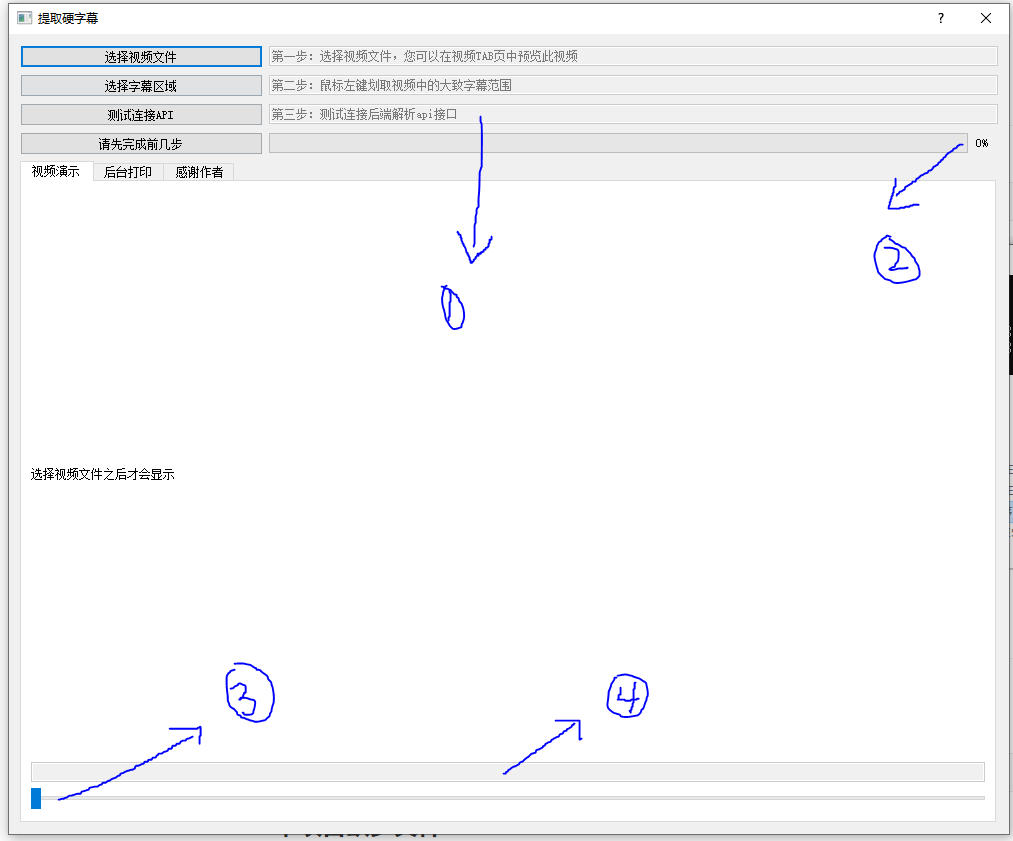 提取硬字幕
?
选择视频文件
第一步：选择视频文件，您可以在视频TAB页中预览此视频
选择字幕区域
第二步：鼠标左键划取视频中的大致字幕范围
测试连接API
第三步：测试连接后端解析api接口
请先完成前几步
0%
视频演示 后台打印 感谢作者
②
①
选择视频文件之后才会显示
③
④